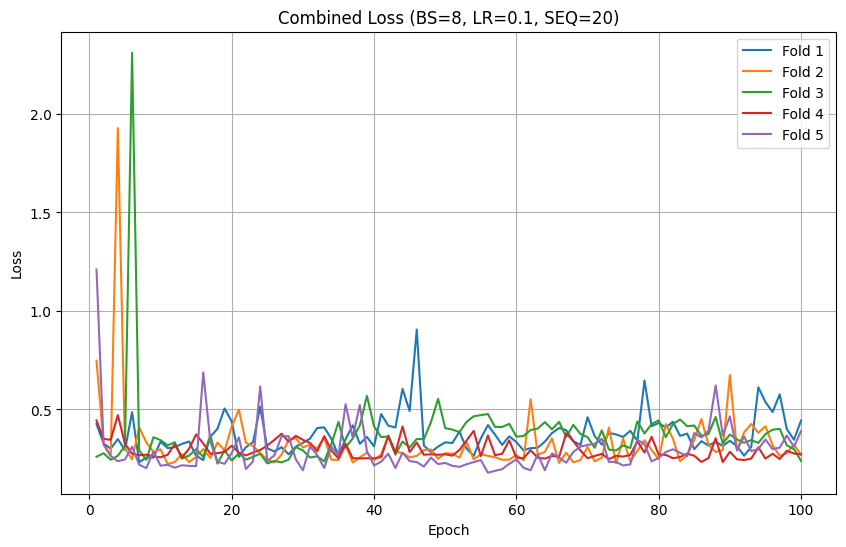 Combined Loss (BS=8, LR=0.1, SEQ=20)
Fold 1
Fold 2
Fold 3
Fold 4
Fold 5
2.0
1.5
1.0
0.5
Loss
0
20
40
60
80
100
Epoch